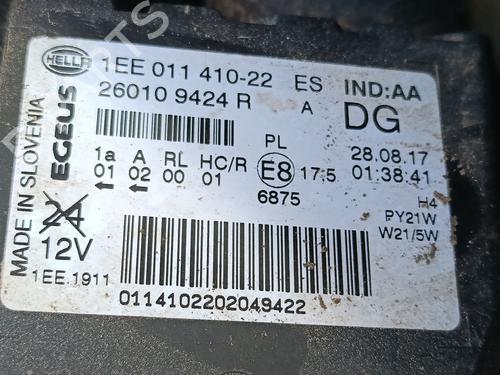 HELLA 1EE 011 410-22 ES IND:AA
26010 9424 R A DG
PL
1a A RL HC/R E8 17.5 28.08.17
01 02 00 01 01:38:41
6875 H4
PY21W
W21/5W
MADE IN SLOVENIA
EGEUS
24
12V
1EE.1911
0114102202049422